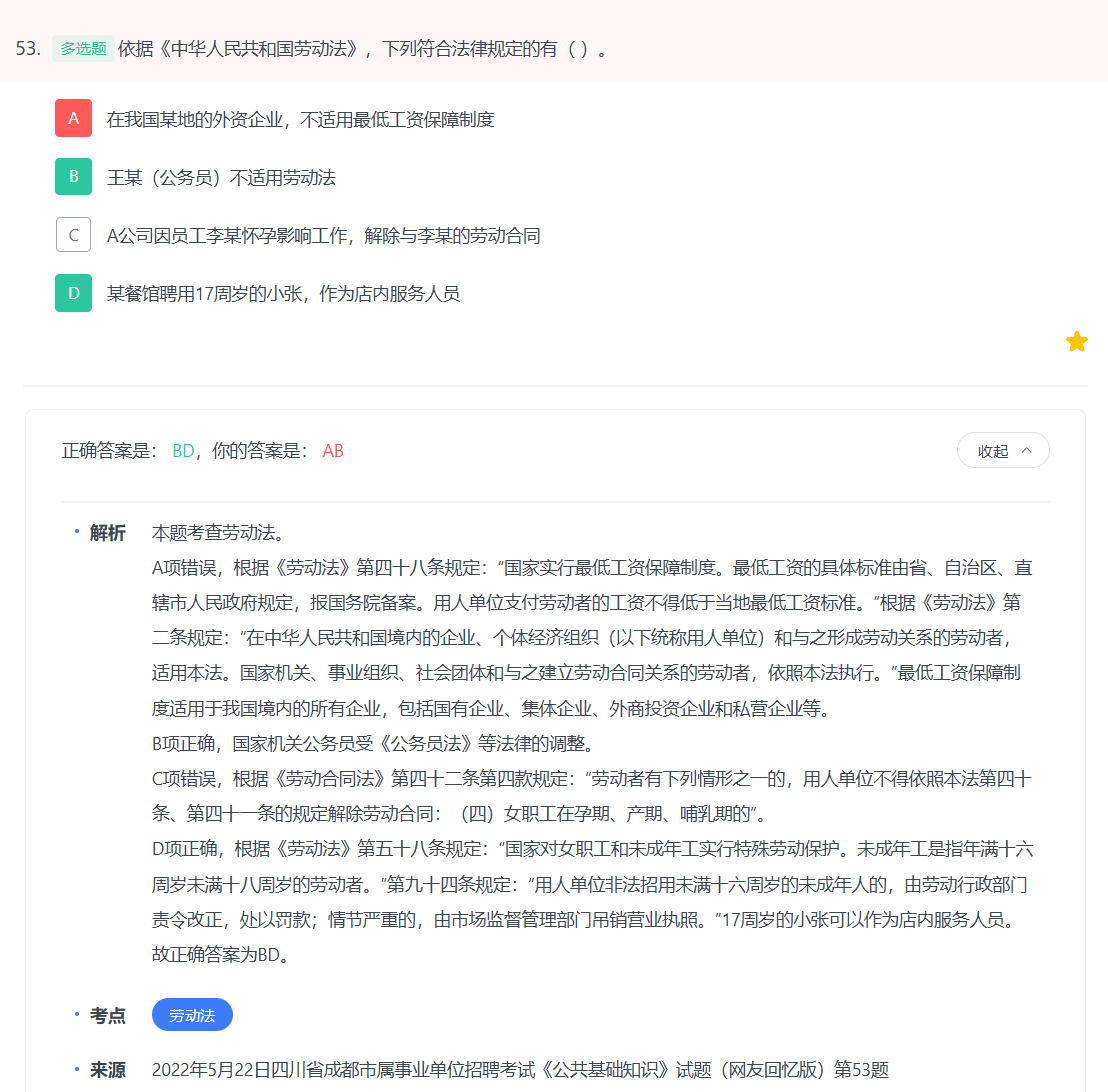 53. 多选题 依据《中华人民共和国劳动法》，下列符合法律规定的有（ ）。
A 在我国某地的外资企业，不适用最低工资保障制度
B 王某（公务员）不适用劳动法
C A公司因员工李某怀孕影响工作，解除与李某的劳动合同
D 某餐馆聘用17周岁的小张，作为店内服务人员
正确答案是： BD，你的答案是： AB 收起
· 解析 本题考查劳动法。
A项错误，根据《劳动法》第四十八条规定：“国家实行最低工资保障制度。最低工资的具体标准由省、自治区、直
辖市人民政府规定，报国务院备案。用人单位支付劳动者的工资不得低于当地最低工资标准。”根据《劳动法》第
二条规定：“在中华人民共和国境内的企业、个体经济组织（以下统称用人单位）和与之形成劳动关系的劳动者，
适用本法。国家机关、事业组织、社会团体和与之建立劳动合同关系的劳动者，依照本法执行。”最低工资保障制
度适用于我国境内的所有企业，包括国有企业、集体企业、外商投资企业和私营企业等。
B项正确，国家机关公务员受《公务员法》等法律的调整。
C项错误，根据《劳动合同法》第四十二条第四款规定：“劳动者有下列情形之一的，用人单位不得依照本法第四十
条、第四十一条的规定解除劳动合同：（四）女职工在孕期、产期、哺乳期的”。
D项正确，根据《劳动法》第五十八条规定：“国家对女职工和未成年工实行特殊劳动保护。未成年工是指年满十六
周岁未满十八周岁的劳动者。”第九十四条规定：“用人单位非法招用未满十六周岁的未成年人的，由劳动行政部门
责令改正，处以罚款；情节严重的，由市场监督管理部门吊销营业执照。”17周岁的小张可以作为店内服务人员。
故正确答案为BD。
· 考点 劳动法
· 来源 2022年5月22日四川省成都市属事业单位招聘考试《公共基础知识》试题（网友回忆版）第53题